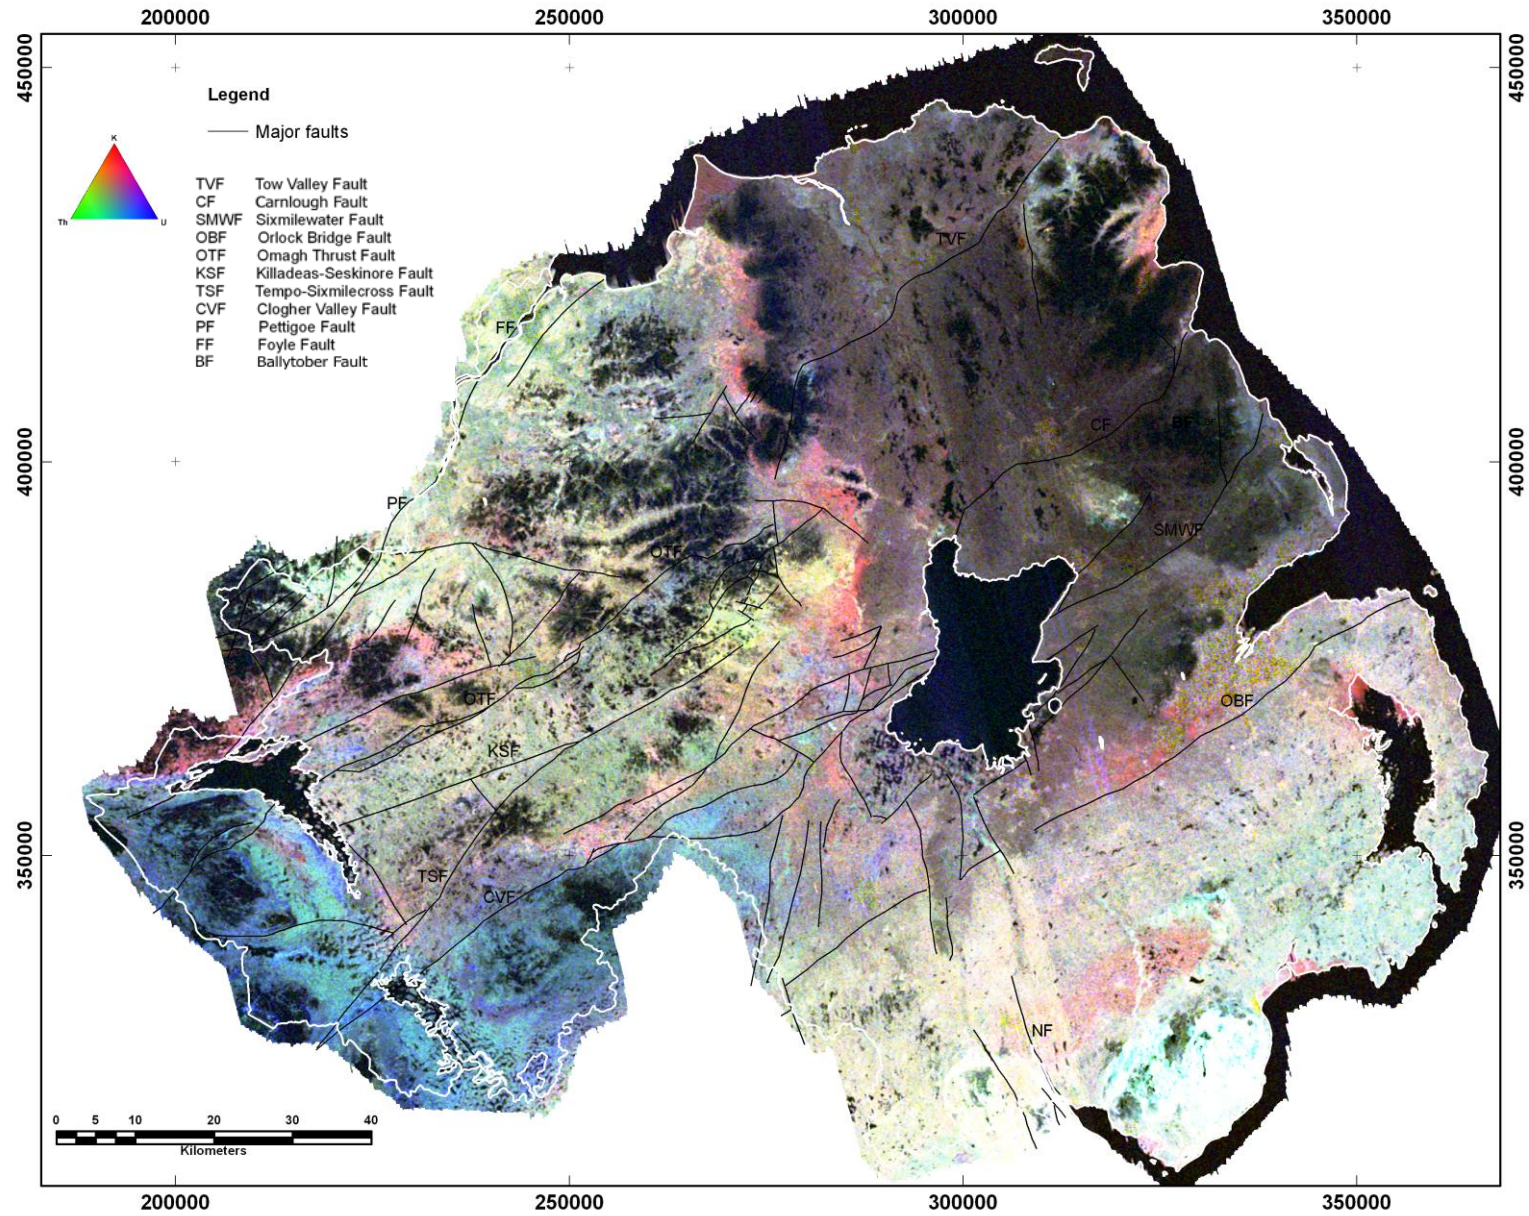 200000 250000 300000 350000
450000 450000
Legend
Major faults
K
Th U
TVF Tow Valley Fault
CF Carnlough Fault
SMWF Sixmilewater Fault
OBF Orlock Bridge Fault
OTF Omagh Thrust Fault
KSF Killadeas-Seskinore Fault
TSF Tempo-Sixmilecross Fault
CVF Clogher Valley Fault
PF Pettigoe Fault
FF Foyle Fault
BF Ballytober Fault
TVF
FF
CF BF
400000 400000
PF
SMWF
OTF
OTF OBF
KSF
350000 350000
TSF
CVF
NF
0 5 10 20 30 40
Kilometers
200000 250000 300000 350000